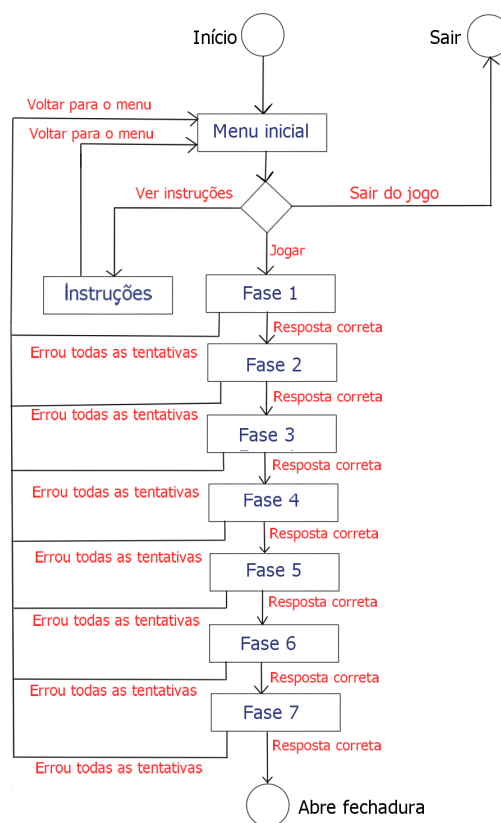 Início
Sair
Voltar para o menu
Menu inicial
Voltar para o menu
Ver instruções
Sair do jogo
Jogar
Instruções
Fase 1
Resposta correta
Errou todas as tentativas
Fase 2
Resposta correta
Errou todas as tentativas
Fase 3
Resposta correta
Errou todas as tentativas
Fase 4
Resposta correta
Errou todas as tentativas
Fase 5
Resposta correta
Errou todas as tentativas
Fase 6
Resposta correta
Errou todas as tentativas
Fase 7
Resposta correta
Errou todas as tentativas
Abre fechadura